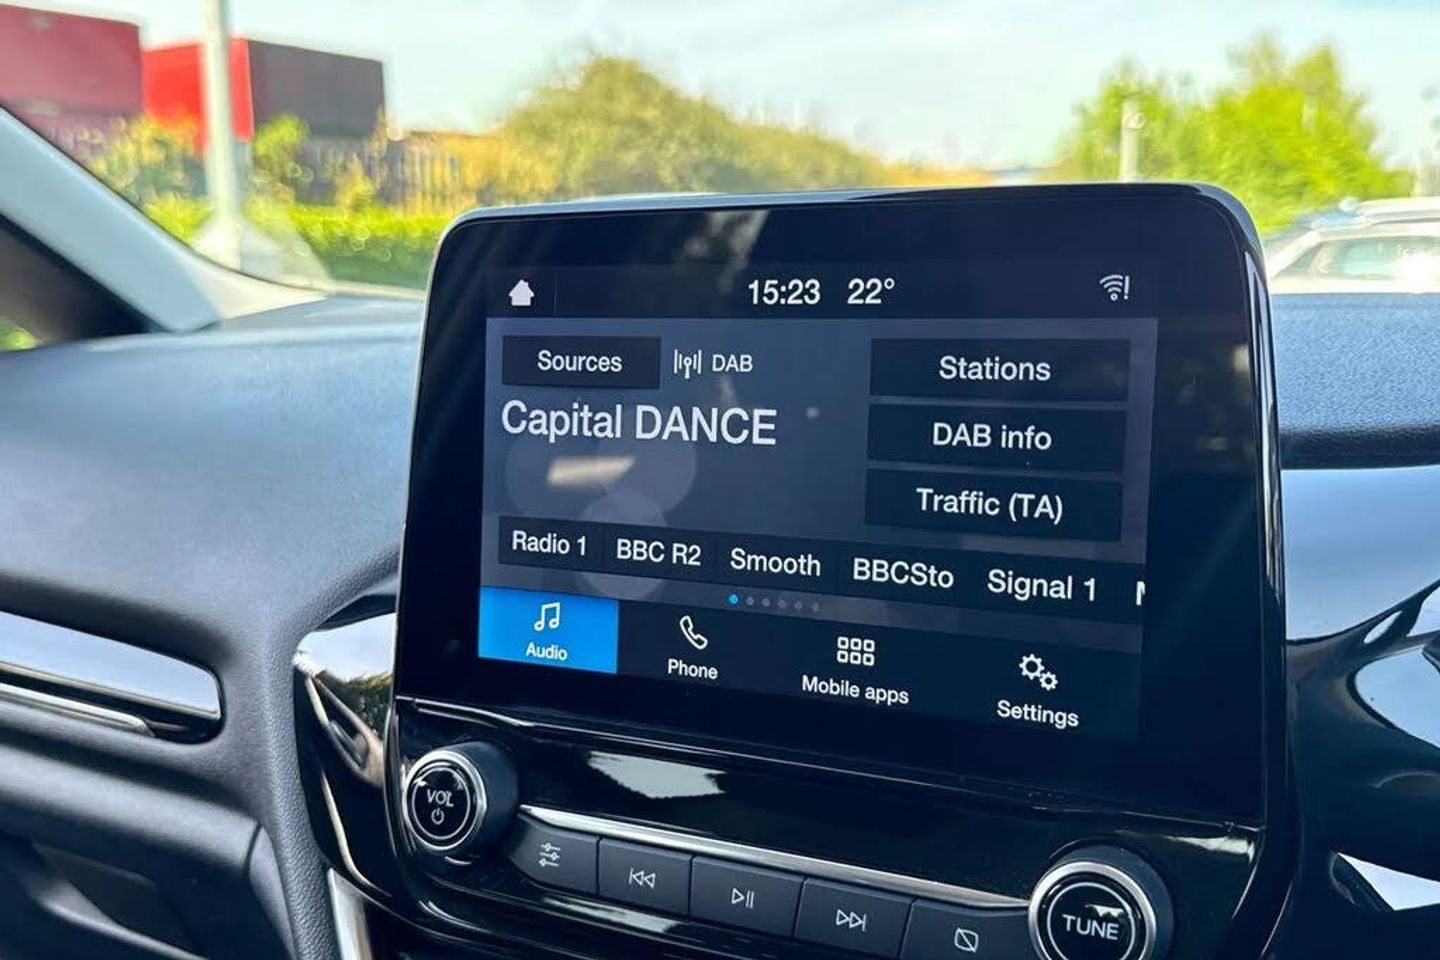 15:23 22°
Sources DAB Stations
Capital DANCE
DAB info
Traffic (TA)
Radio 1 BBC R2 Smooth BBCSto Signal 1
Audio Phone Mobile apps Settings
VOL
TUNE